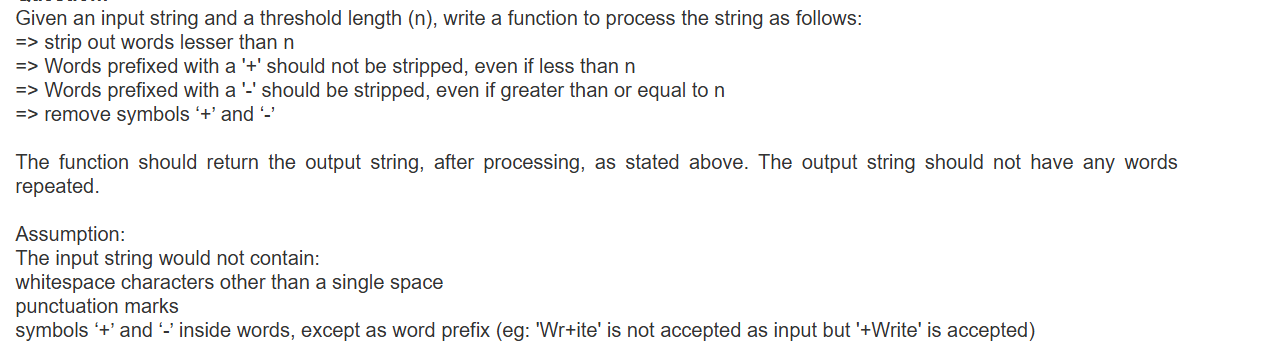 Given an input string and a threshold length (n), write a function to process the string as follows:
=> strip out words lesser than n
=> Words prefixed with a '+' should not be stripped, even if less than n
=> Words prefixed with a '-' should be stripped, even if greater than or equal to n
=> remove symbols ‘+’ and ‘-’
The function should return the output string, after processing, as stated above. The output string should not have any words
repeated.
Assumption:
The input string would not contain:
whitespace characters other than a single space
punctuation marks
symbols ‘+’ and ‘-’ inside words, except as word prefix (eg: 'Wr+ite' is not accepted as input but '+Write' is accepted)